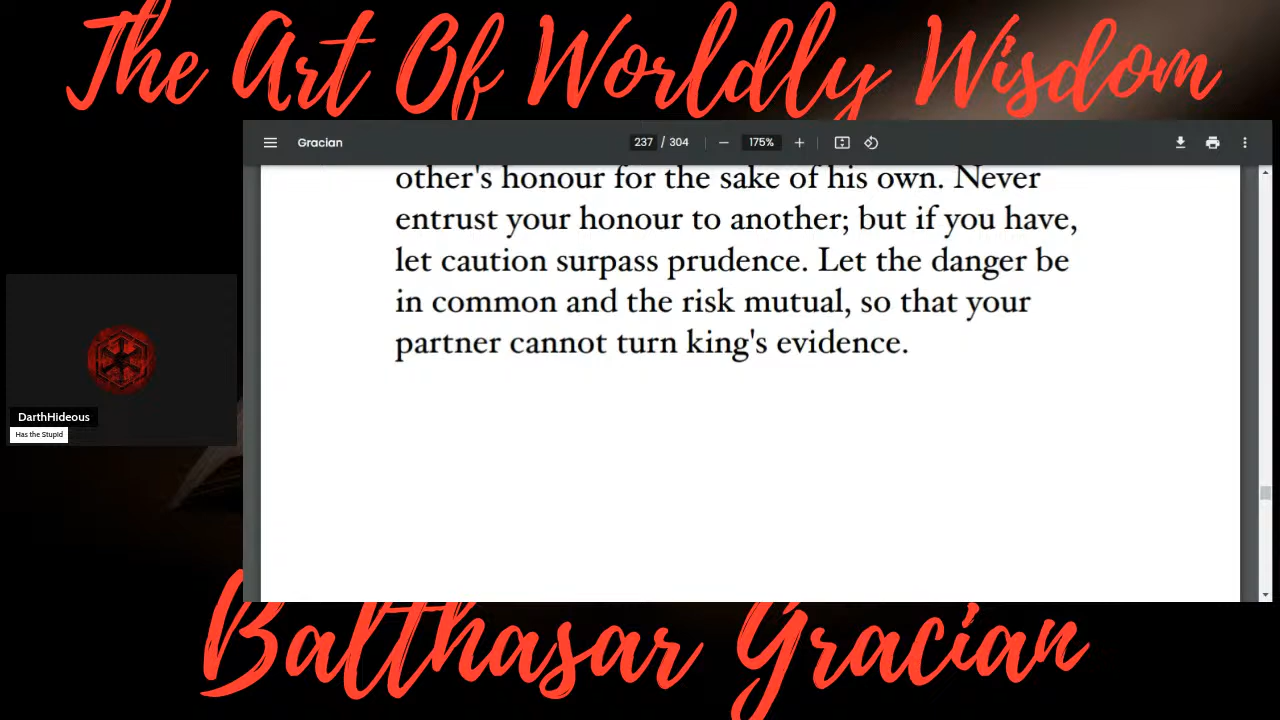 The Art Of Worldly Wisdom
Gracian
237 / 304
175%
other's honour for the sake of his own. Never
entrust your honour to another; but if you have,
let caution surpass prudence. Let the danger be
in common and the risk mutual, so that your
partner cannot turn king's evidence.
DarthHideous
Has the Stupid
Balthasar Gracian